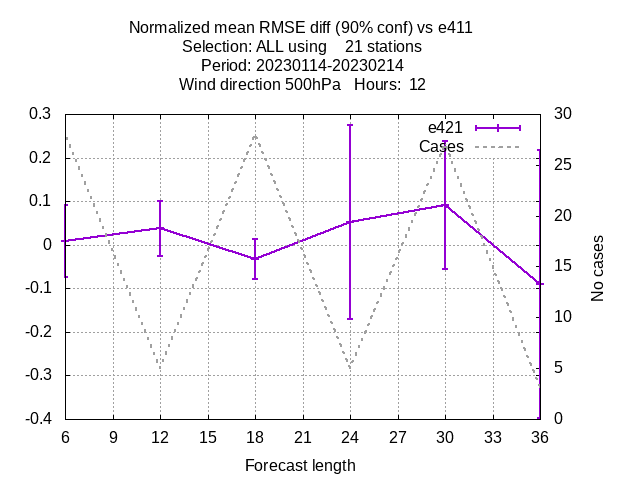 Normalized mean RMSE diff (90% conf) vs e411
Selection: ALL using    21 stations
Period: 20230114-20230214
Wind direction 500hPa   Hours:  12
0.3
0.2
0.1
0
-0.1
-0.2
-0.3
-0.4
30
25
20
15
10
5
0
e421
Cases
No cases
6 9 12 15 18 21 24 27 30 33 36
Forecast length